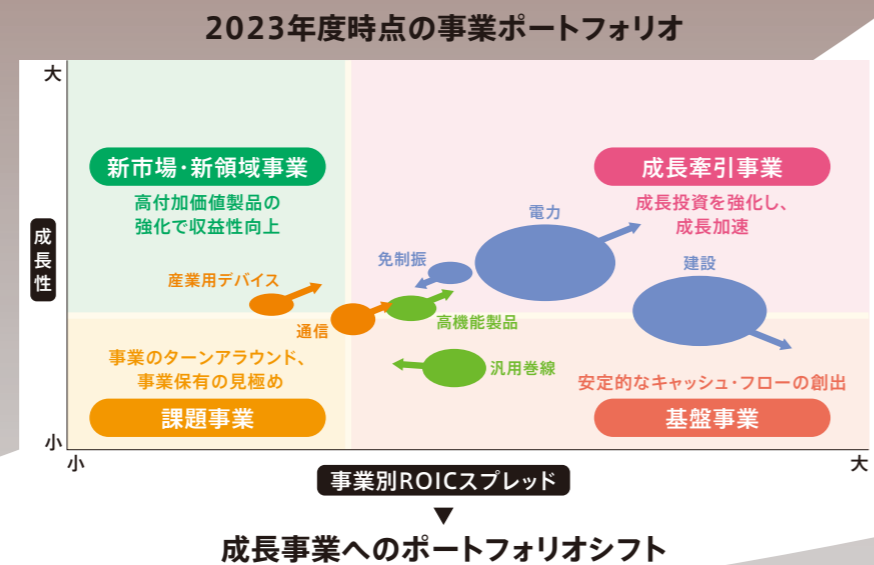 2023年度時点の事業ポートフォリオ
大
成長性
小
新市場・新領域事業
高付加価値製品の
強化で収益性向上
成長牽引事業
成長投資を強化し、
成長加速
電力
免制振
建設
産業用デバイス
通信
高機能製品
汎用巻線
事業のターンアラウンド、
事業保有の見極め
課題事業
安定的なキャッシュ・フローの創出
基盤事業
小
大
事業別ROICスプレッド
▼
成長事業へのポートフォリオシフト